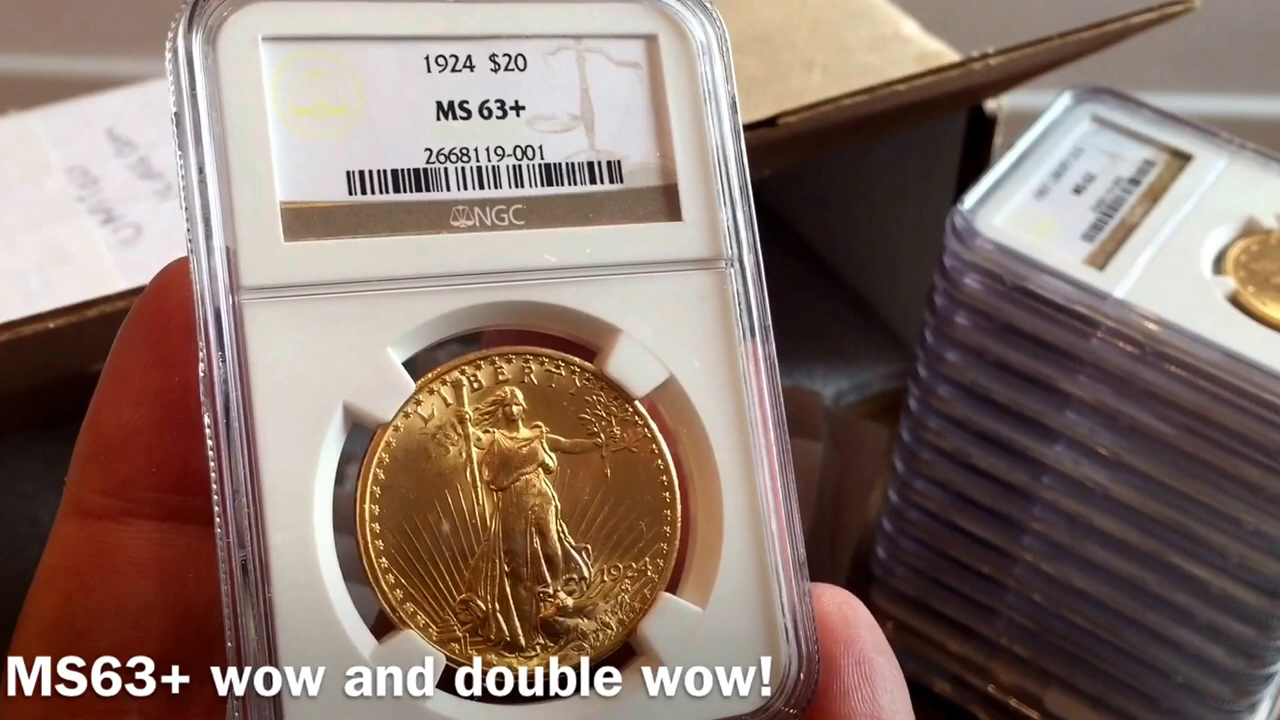 1924 $20
MS 63+
2668119-001
NGC
LIBERTY
1924
MS63+ wow and double wow!